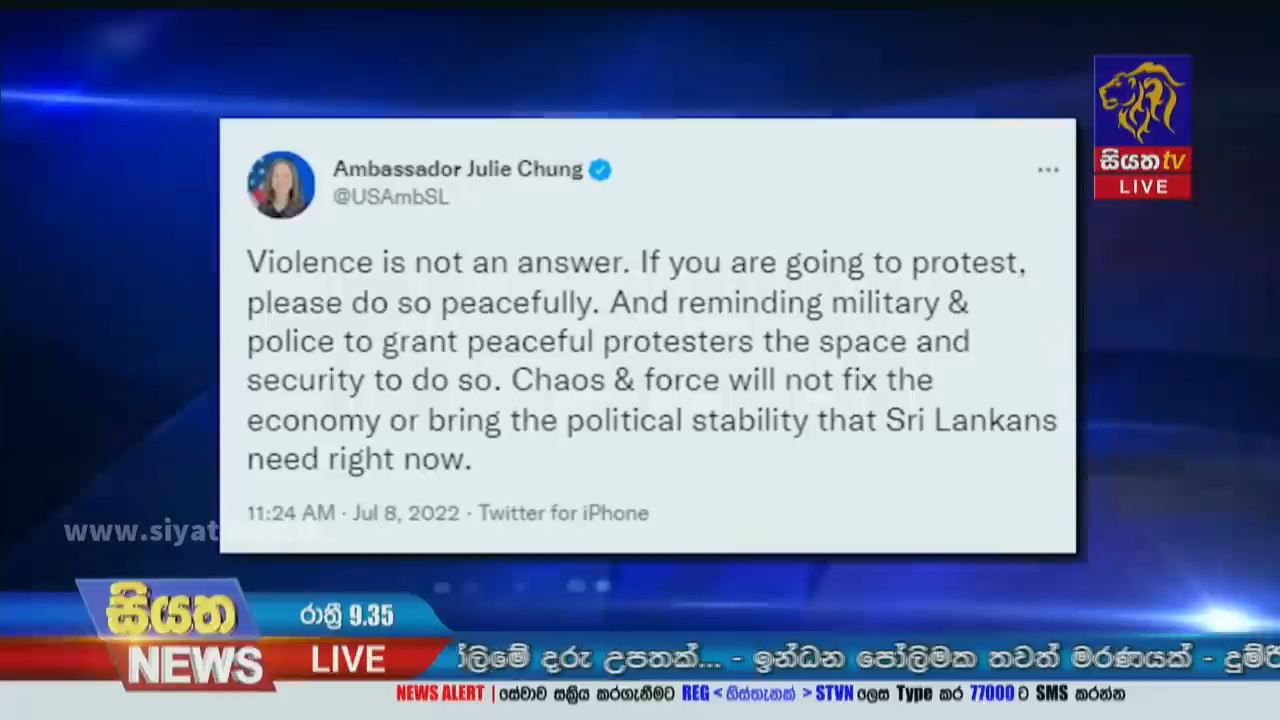 Ambassador Julie Chung
@USAmbSL
සියත tv
LIVE
Violence is not an answer. If you are going to protest,
please do so peacefully. And reminding military &
police to grant peaceful protesters the space and
security to do so. Chaos & force will not fix the
economy or bring the political stability that Sri Lankans
need right now.
11:24 AM · Jul 8, 2022 · Twitter for iPhone
සියත
NEWS
රාත්‍රී 9.35
LIVE
දරු උපතක්... - ඉන්ධන පෝලිමක තවත් මරණයක් -
NEWS ALERT | සේවාව සක්‍රිය කරගැනීමට REG < හිස්තැනක් > STVN ලෙස Type කර 77000 ට SMS කරන්න